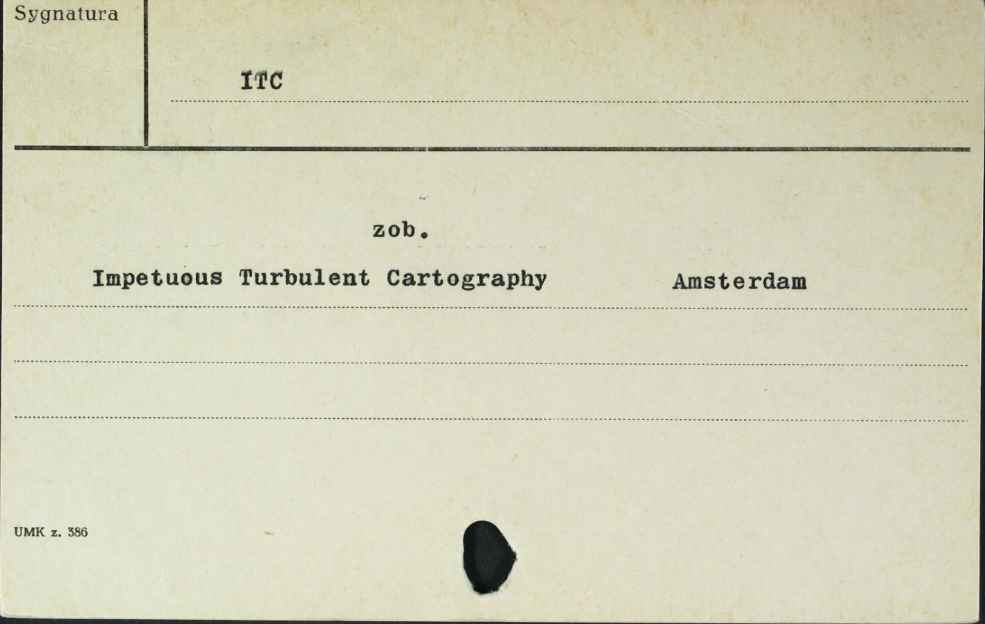 Sygnatura
ITC
zob.
Impetuous Turbulent Cartography Amsterdam
UMK z. 386